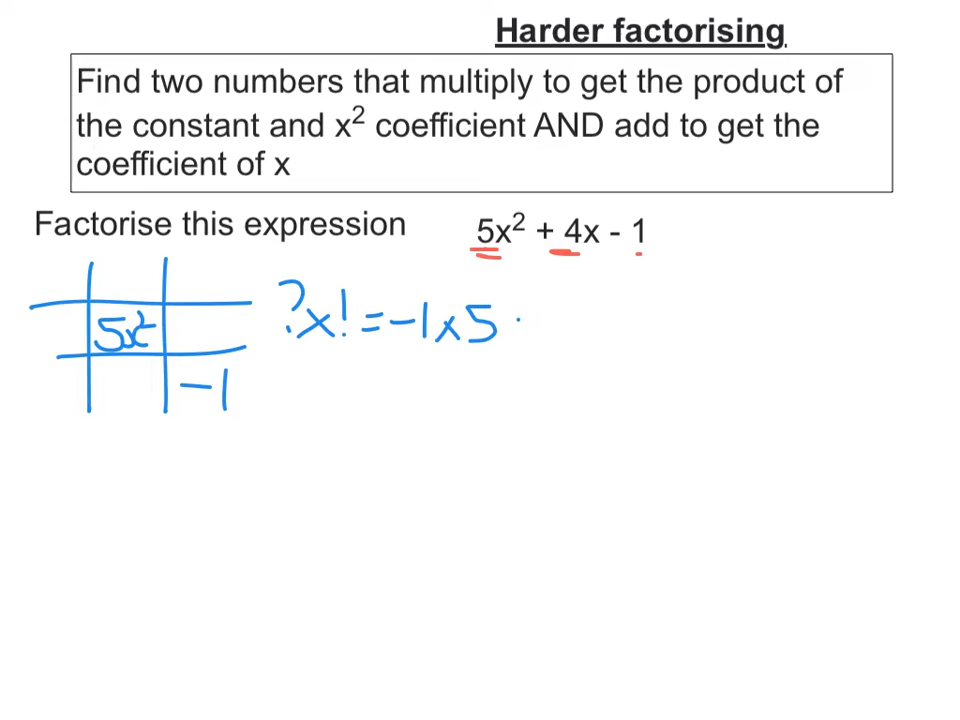 Harder factorising
Find two numbers that multiply to get the product of
the constant and x² coefficient AND add to get the
coefficient of x
Factorise this expression 5x² + 4x - 1
5x²
-1
?x! = -1x5